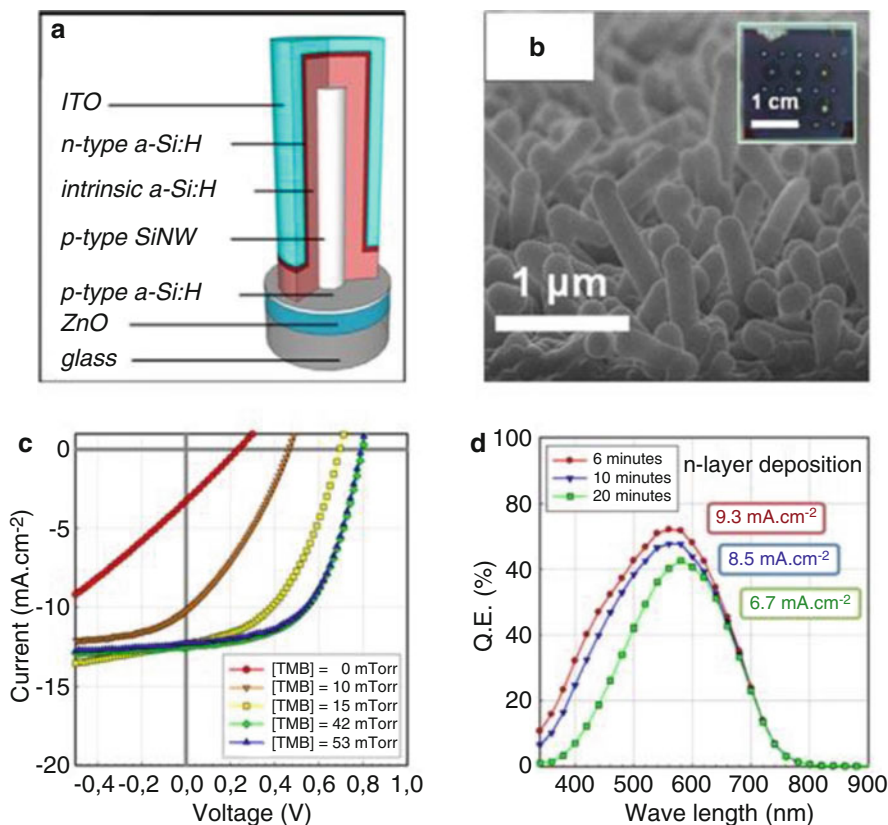 a
ITO
n-type a-Si:H
intrinsic a-Si:H
p-type SiNW
p-type a-Si:H
ZnO
glass
b
1 cm
1 µm
c
Current (mA.cm-2)
0
-5
-10
-15
-20
[TMB] = 0 mTorr
[TMB] = 10 mTorr
[TMB] = 15 mTorr
[TMB] = 42 mTorr
[TMB] = 53 mTorr
-0,4 -0,2 0,0 0,2 0,4 0,6 0,8 1,0
Voltage (V)
d
Q.E. (%)
100
80
40
40
20
0
6 minutes
10 minutes
20 minutes
n-layer deposition
9.3 mA.cm-2
8.5 mA.cm-2
6.7 mA.cm-2
400 500 600 700 800 900
Wave length (nm)